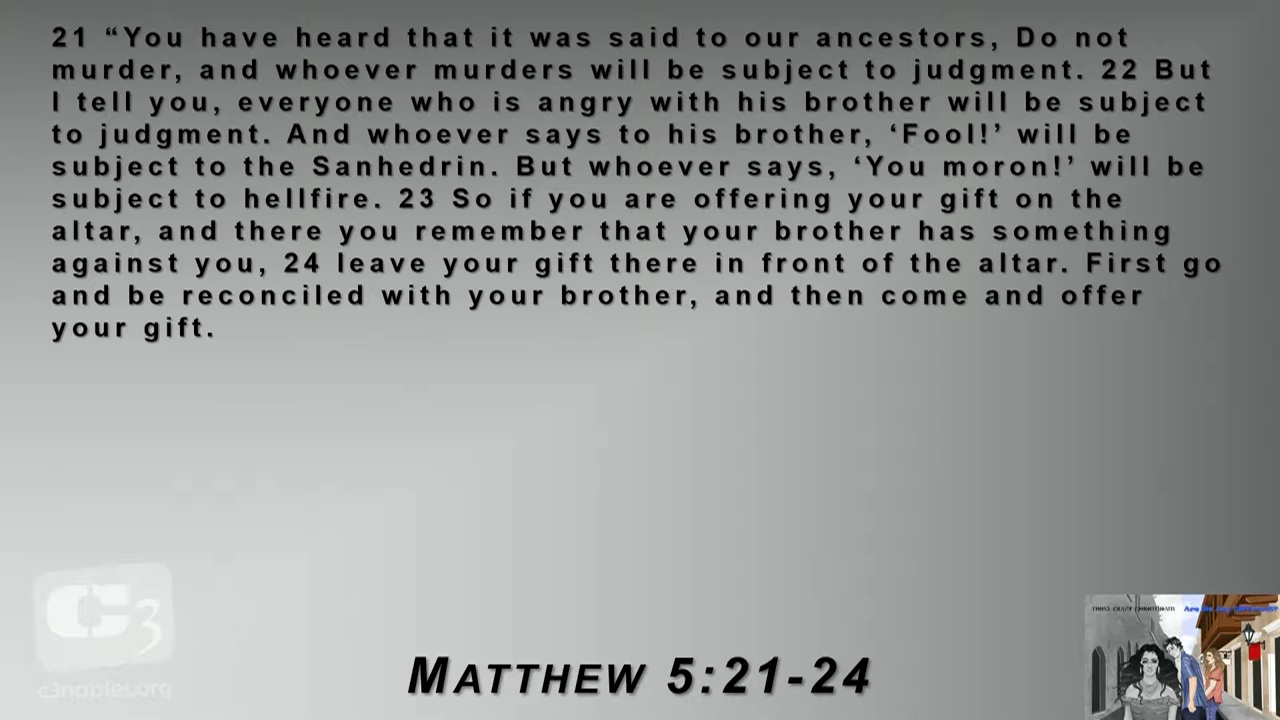 21 “You have heard that it was said to our ancestors, Do not
murder, and whoever murders will be subject to judgment. 22 But
I tell you, everyone who is angry with his brother will be subject
to judgment. And whoever says to his brother, ‘Fool!’ will be
subject to the Sanhedrin. But whoever says, ‘You moron!’ will be
subject to hellfire. 23 So if you are offering your gift on the
altar, and there you remember that your brother has something
against you, 24 leave your gift there in front of the altar. First go
and be reconciled with your brother, and then come and offer
your gift.
C3
c3naples.org
THOSE CRAZY CORINTHIANS
MATTHEW 5:21-24